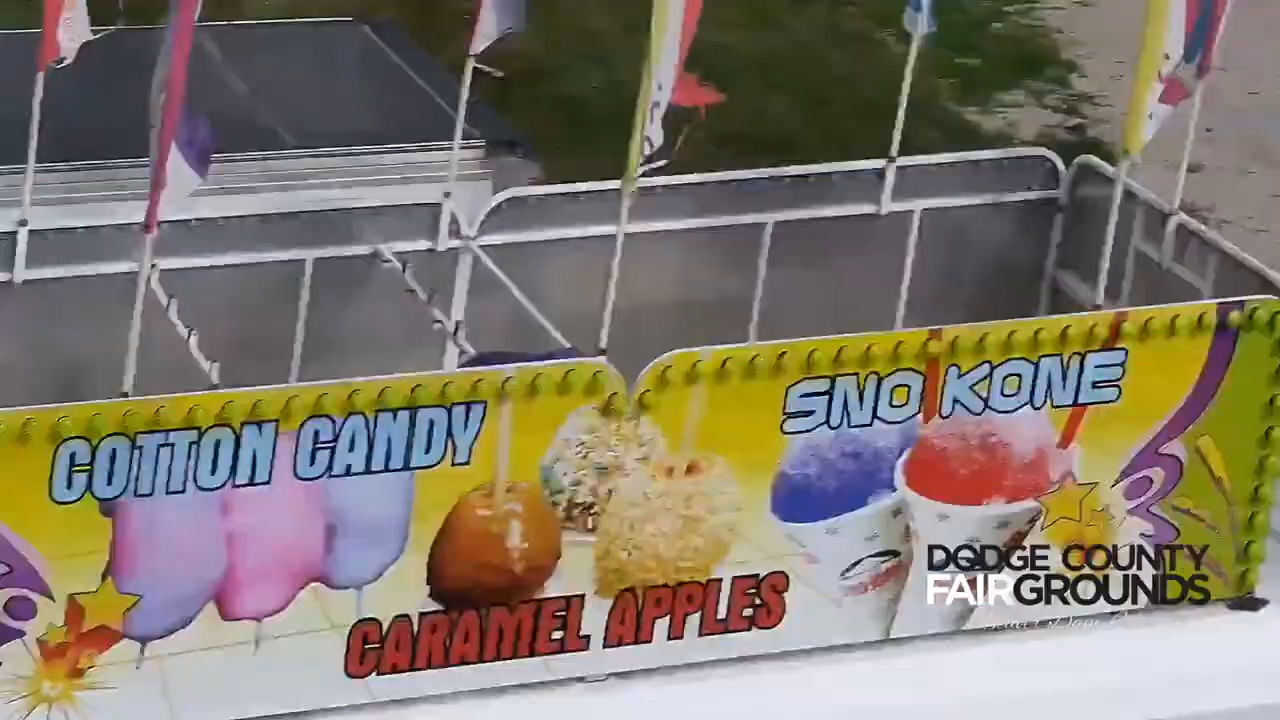 COTTON CANDY
CARAMEL APPLES
SNO KONE
DODGE COUNTY
FAIRGROUNDS